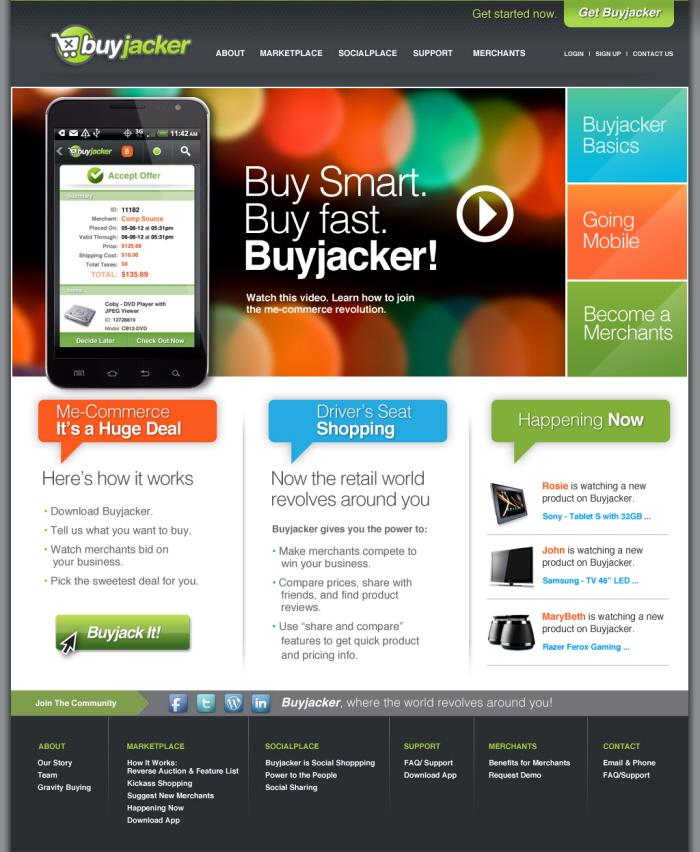 Get started now.
Get Buyjacker
buyjacker
ABOUT
MARKETPLACE
SOCIALPLACE
SUPPORT
MERCHANTS
LOGIN | SIGN UP | CONTACT US
3G
11:42 AM
buyjacker
8
Accept Offer
Summary
ID: 11182
Merchant: Comp Source
Placed On: 05-08-12 at 05:31pm
Valid Through: 06-08-12 at 05:31pm
Price: $125.69
Shipping Cost: $10.00
Total Taxes: $0
TOTAL: $135.69
Items
Coby - DVD Player with
JPEG Viewer
ID: 12728819
Model: CB12-DVD
Decide Later
Check Out Now
Buy Smart.
Buy fast.
Buyjacker!
Watch this video. Learn how to join
the me-commerce revolution.
Buyjacker
Basics
Going
Mobile
Become a
Merchants
Me-Commerce
It's a Huge Deal
Here's how it works
• Download Buyjacker.
• Tell us what you want to buy.
• Watch merchants bid on
your business.
• Pick the sweetest deal for you.
Buyjack It!
Driver's Seat
Shopping
Now the retail world
revolves around you
Buyjacker gives you the power to:
• Make merchants compete to
win your business.
• Compare prices, share with
friends, and find product
reviews.
• Use “share and compare”
features to get quick product
and pricing info.
Happening Now
Rosie is watching a new
product on Buyjacker.
Sony - Tablet S with 32GB ...
John is watching a new
product on Buyjacker.
Samsung - TV 46” LED ...
MaryBeth is watching a new
product on Buyjacker.
Razer Ferox Gaming ...
Join The Community
Buyjacker, where the world revolves around you!
ABOUT
Our Story
Team
Gravity Buying
MARKETPLACE
How It Works:
Reverse Auction & Feature List
Kickass Shopping
Suggest New Merchants
Happening Now
Download App
SOCIALPLACE
Buyjacker is Social Shoppping
Power to the People
Social Sharing
SUPPORT
FAQ/ Support
Download App
MERCHANTS
Benefits for Merchants
Request Demo
CONTACT
Email & Phone
FAQ/Support